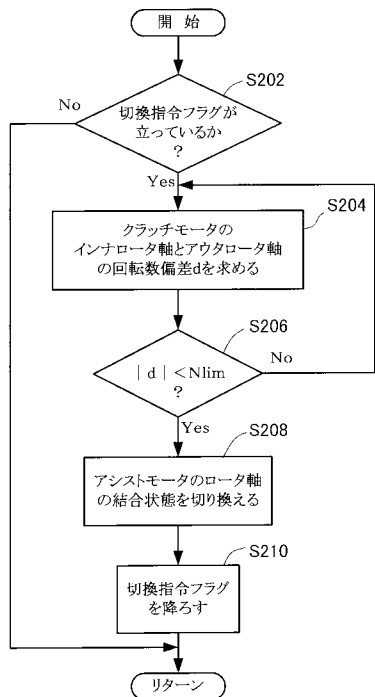 開 始
S202
No
切換指令フラグが
立っているか
?
Yes
S204
クラッチモータの
インナロータ軸とアウタロータ軸
の回転数偏差dを求める
S206
| d | <Nlim
?
No
Yes
S208
アシストモータのロータ軸
の結合状態を切り換える
S210
切換指令フラグ
を降ろす
リターン